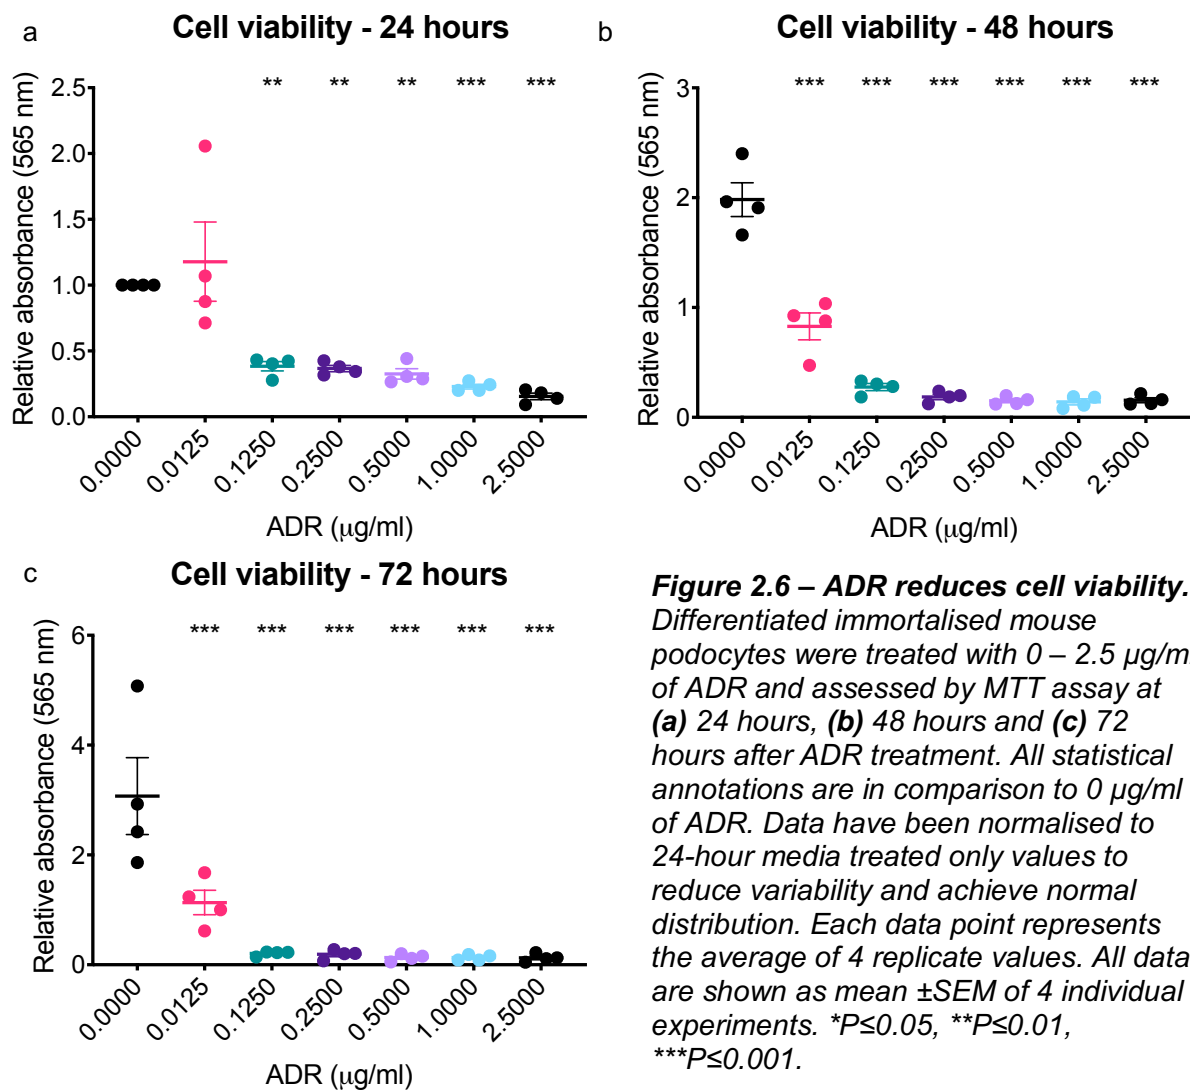 a
Cell viability - 24 hours
Relative absorbance (565 nm)
2.5
2.0
1.5
1.0
0.5
0.0
** ** ** *** ***
0.0000 0.0125 0.1250 0.2500 0.5000 1.0000 2.5000
ADR (μg/ml)
b
Cell viability - 48 hours
Relative absorbance (565 nm)
3
2
1
0
*** *** *** *** *** ***
0.0000 0.0125 0.1250 0.2500 0.5000 1.0000 2.5000
ADR (μg/ml)
c
Cell viability - 72 hours
Relative absorbance (565 nm)
6
4
2
0
*** *** *** *** *** ***
0.0000 0.0125 0.1250 0.2500 0.5000 1.0000 2.5000
ADR (μg/ml)
Figure 2.6 – ADR reduces cell viability.
Differentiated immortalised mouse
podocytes were treated with 0 – 2.5 μg/m
of ADR and assessed by MTT assay at
(a) 24 hours, (b) 48 hours and (c) 72
hours after ADR treatment. All statistical
annotations are in comparison to 0 μg/ml
of ADR. Data have been normalised to
24-hour media treated only values to
reduce variability and achieve normal
distribution. Each data point represents
the average of 4 replicate values. All data
are shown as mean ±SEM of 4 individual
experiments. *P≤0.05, **P≤0.01,
***P≤0.001.